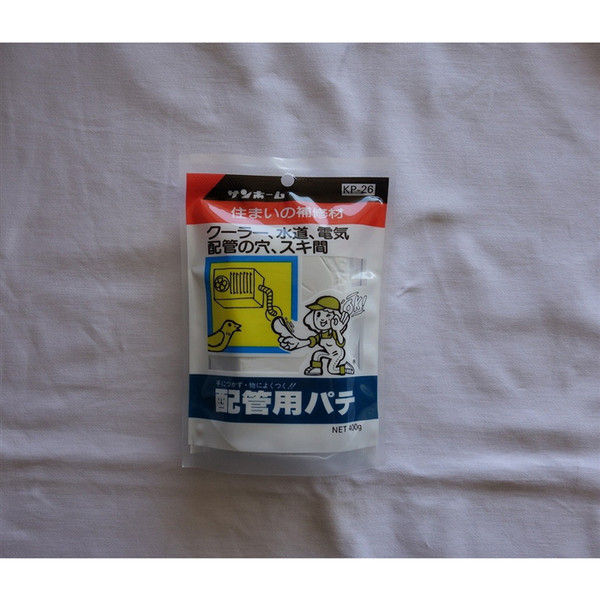 サンホーム
KP-26
住まいの補修材
クーラー、水道、電気
配管の穴、スキ間
OK!
手につかず・物によくつく!!
配管用パテ
NET 400g